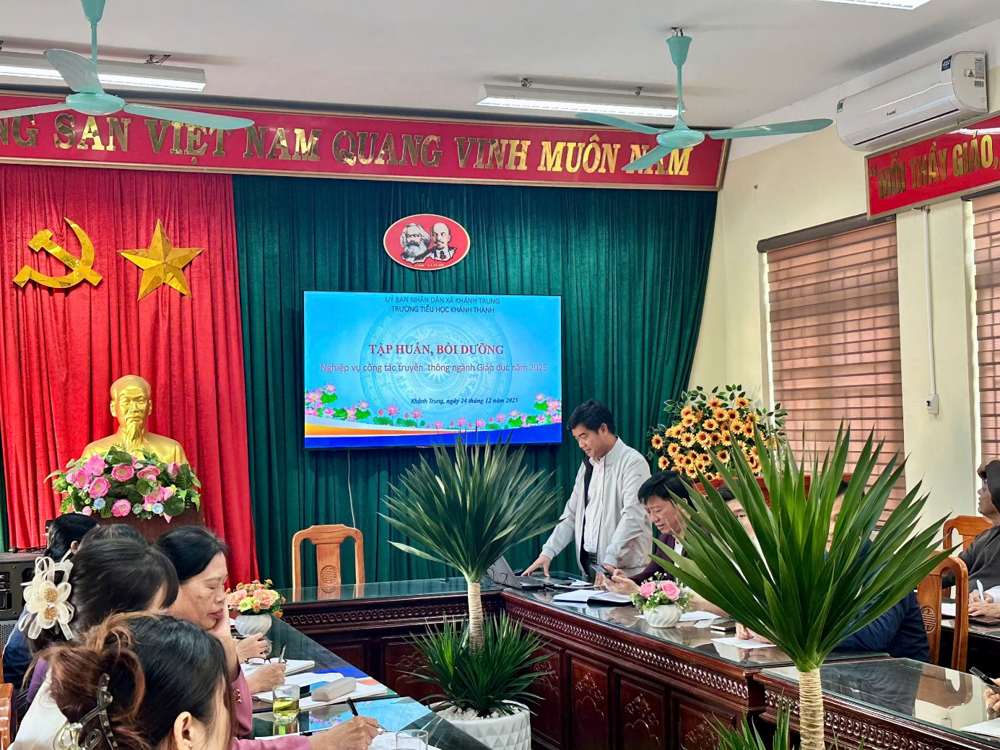 NG SẢN VIỆT NAM QUANG VINH MUÔN NĂM
"MỖI THẦY GIÁO,
UỶ BAN NHÂN DÂN XÃ KHÁNH TRUNG
TRƯỜNG TIỂU HỌC KHÁNH THÀNH
TẬP HUẤN, BỒI DƯỠNG
Nghiệp vụ công tác truyền thông ngành Giáo dục năm 2025
Khánh Trung, ngày 24 tháng 12 năm 2025